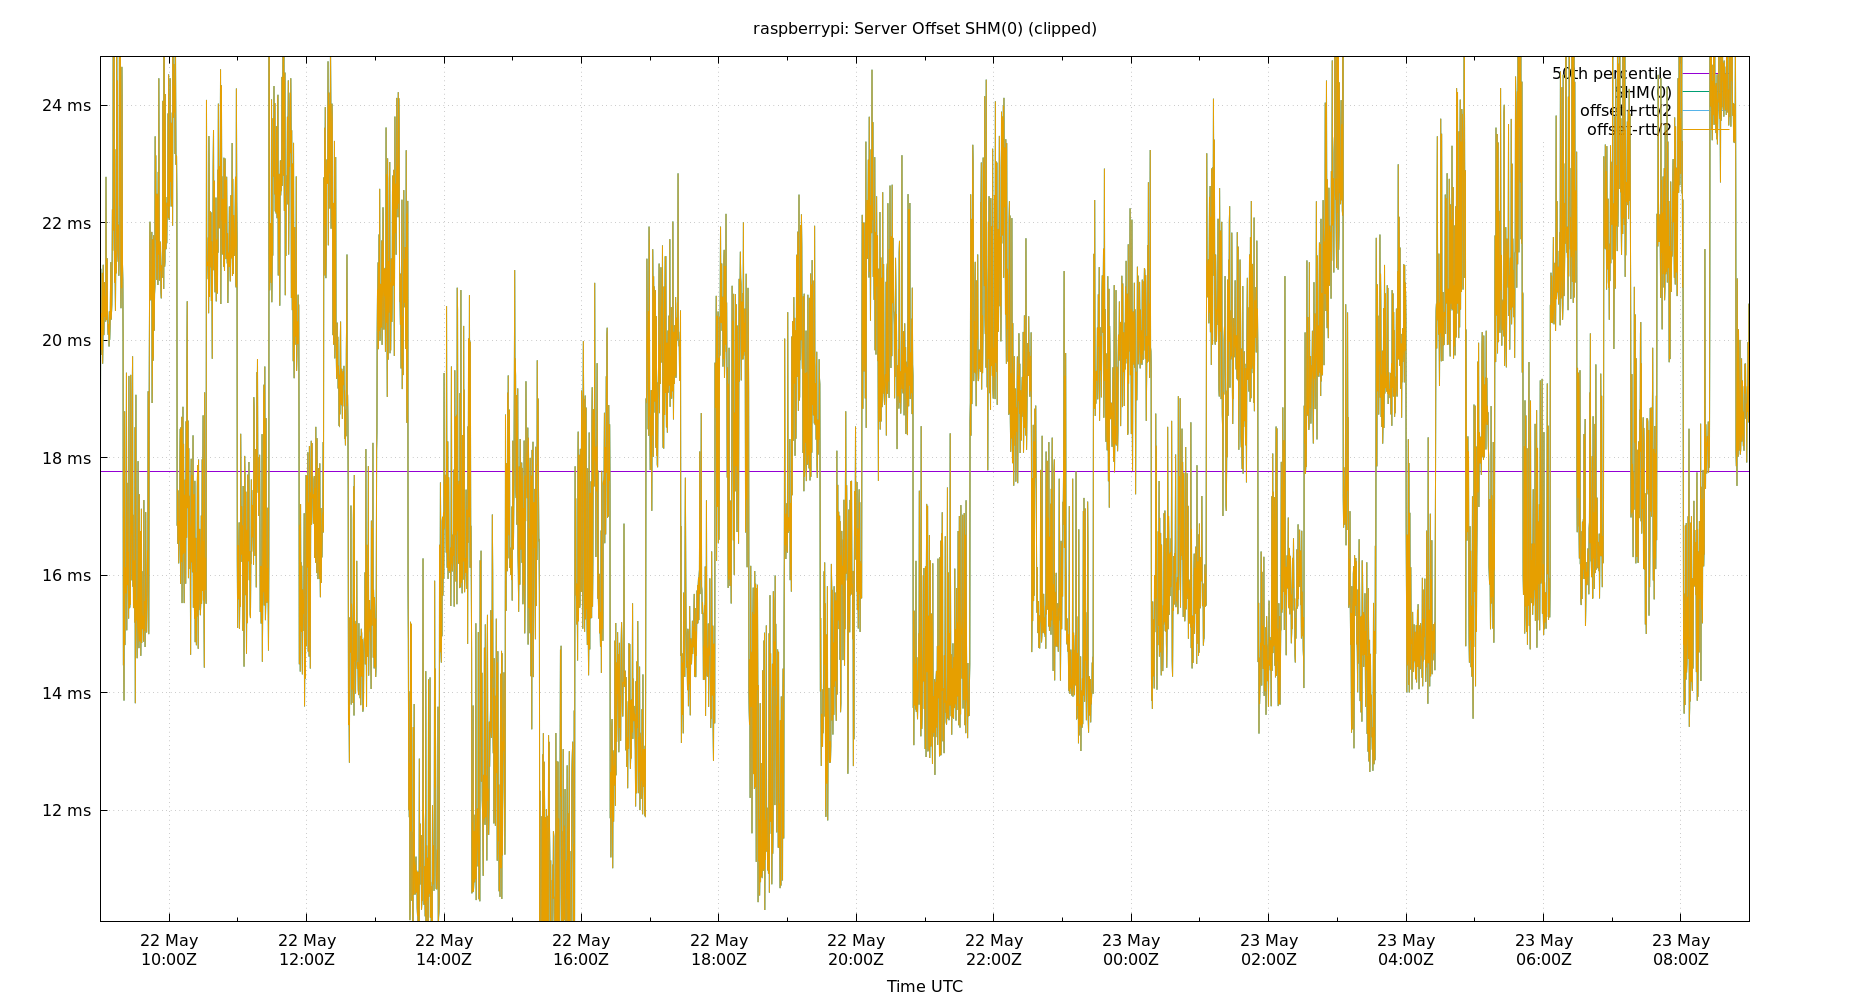 raspberrypi: Server Offset SHM(0) (clipped)
50th percentile
SHM(0)
offset+rtt/2
offset-rtt/2
24 ms
22 ms
20 ms
18 ms
16 ms
14 ms
12 ms
22 May 22 May 22 May 22 May 22 May 22 May 22 May 23 May 23 May 23 May 23 May 23 May
10:00Z 12:00Z 14:00Z 16:00Z 18:00Z 20:00Z 22:00Z 00:00Z 02:00Z 04:00Z 06:00Z 08:00Z
Time UTC